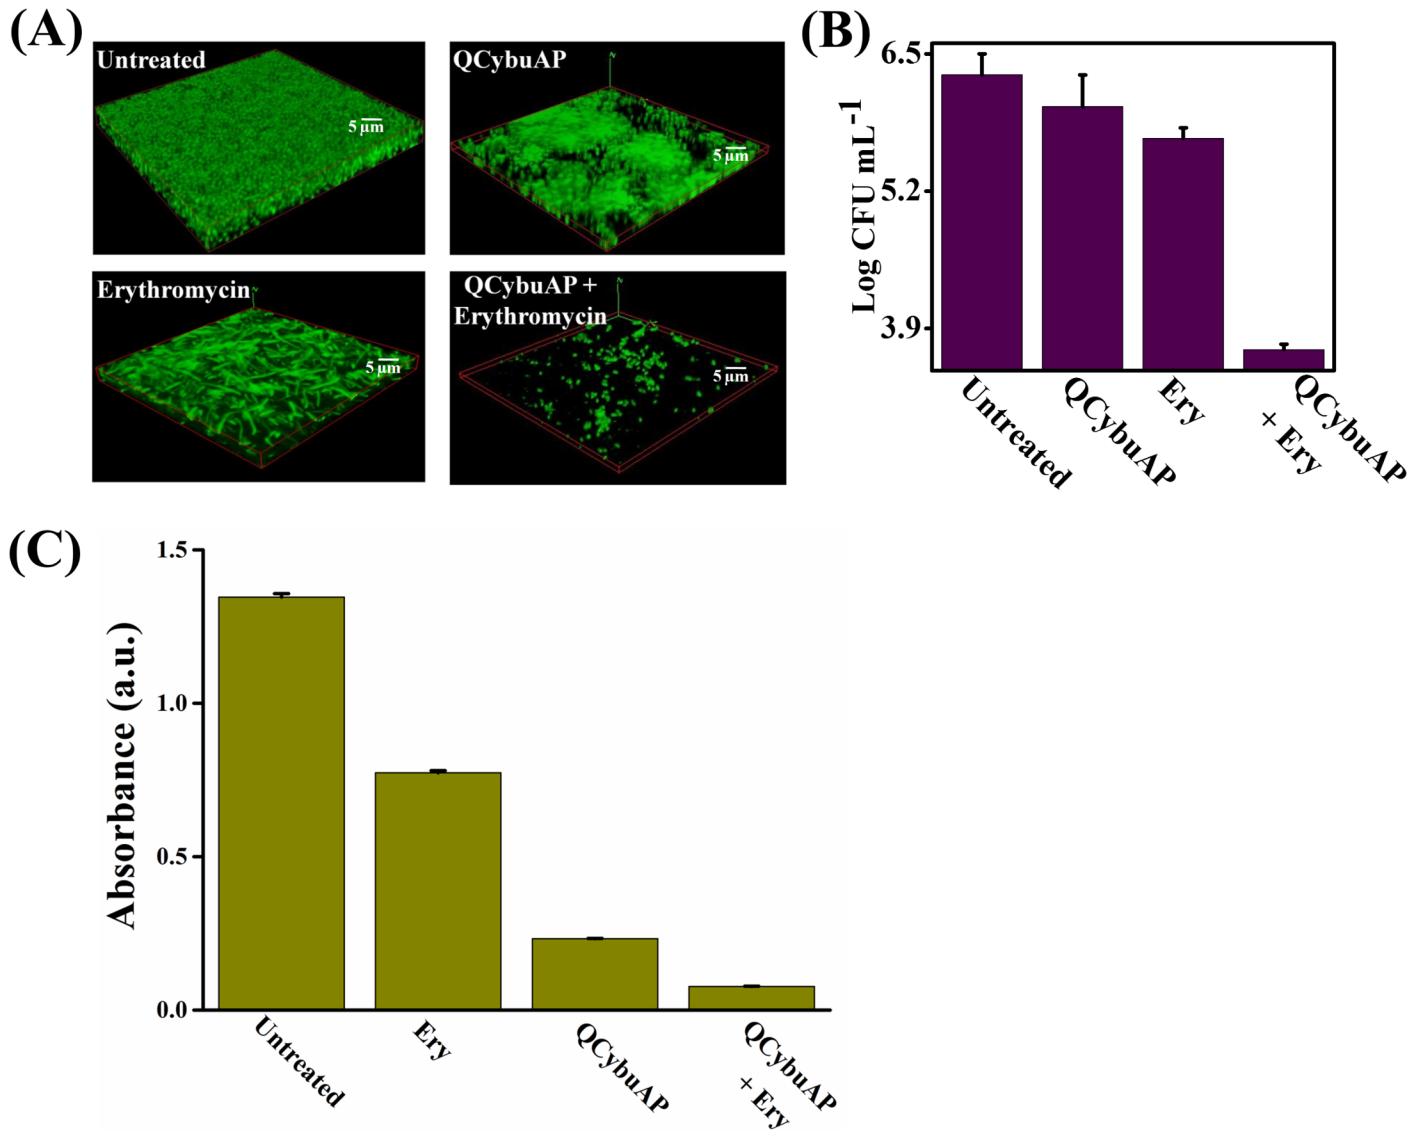 (A)
Untreated
5 µm
QCybuAP
5 µm
Erythromycin
5 µm
QCybuAP +
Erythromycin
5 µm
(B)
Log CFU mL-1
6.5
5.2
3.9
Untreated
QCybuAP
Ery
QCybuAP
+ Ery
(C)
Absorbance (a.u.)
1.5
1.0
0.5
0.0
Untreated
Ery
QCybuAP
QCybuAP
+ Ery